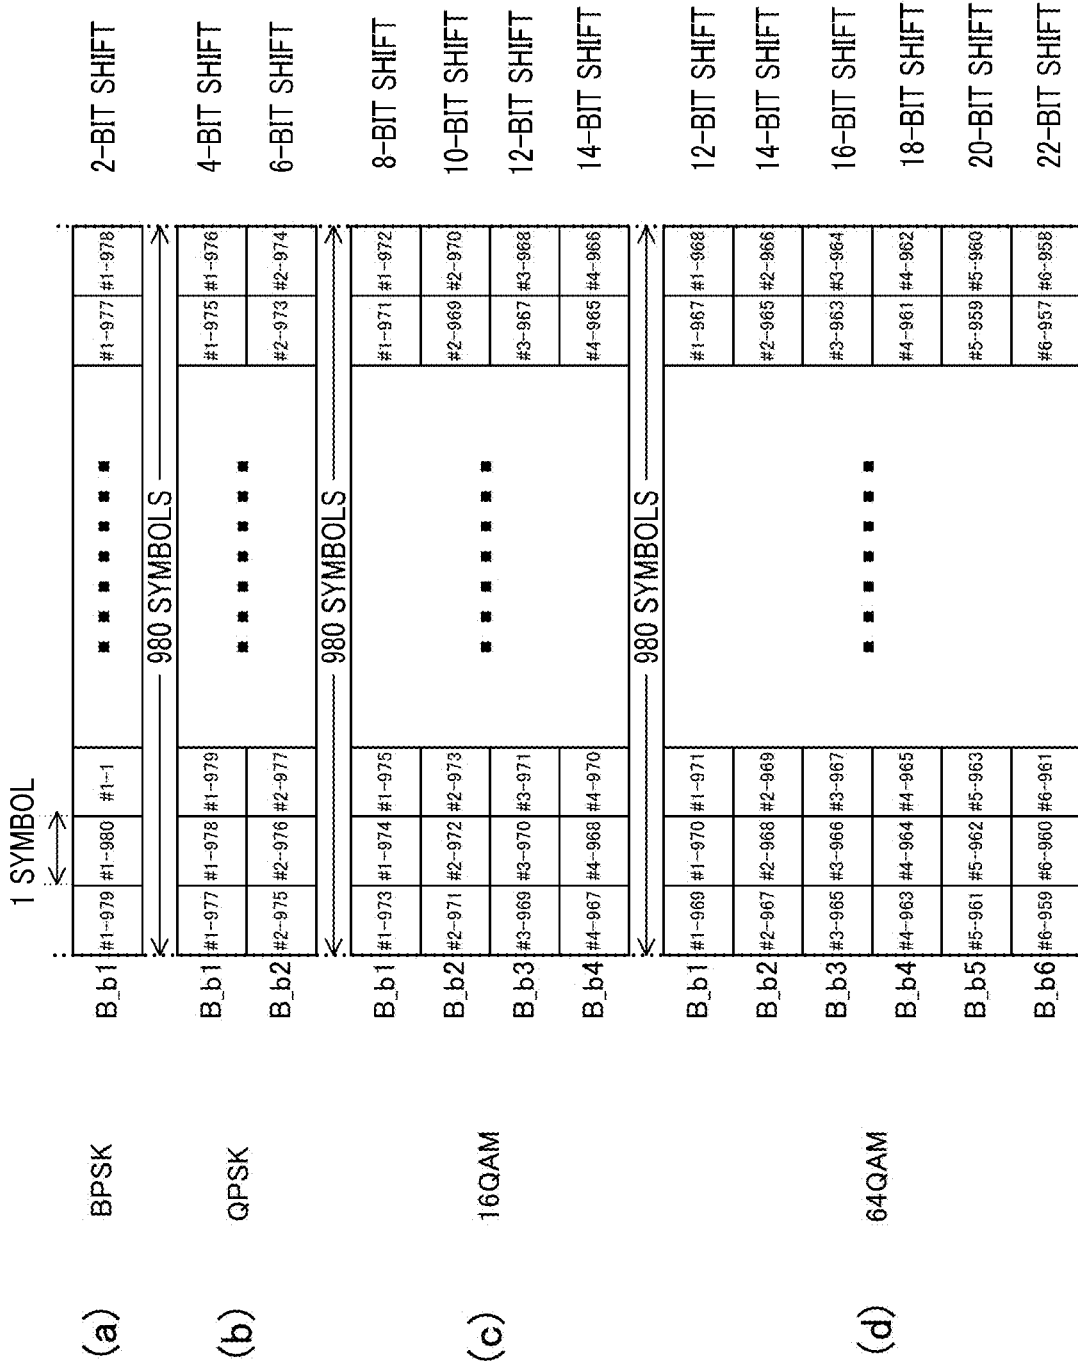 1 SYMBOL
(a) BPSK B_b1 #1-979 #1-980 #1-1 #1-977 #1-978 2-BIT SHIFT
980 SYMBOLS
(b) QPSK
B_b1 #1-977 #1-978 #1-979 #1-975 #1-976 4-BIT SHIFT
B_b2 #2-975 #2-976 #2-977 #2-973 #2-974 6-BIT SHIFT
980 SYMBOLS
(c) 16QAM
B_b1 #1-973 #1-974 #1-975 #1-971 #1-972 8-BIT SHIFT
B_b2 #2-971 #2-972 #2-973 #2-969 #2-970 10-BIT SHIFT
B_b3 #3-969 #3-970 #3-971 #3-967 #3-968 12-BIT SHIFT
B_b4 #4-967 #4-968 #4-970 #4-965 #4-966 14-BIT SHIFT
980 SYMBOLS
(d) 64QAM
B_b1 #1-969 #1-970 #1-971 #1-967 #1-968 12-BIT SHIFT
B_b2 #2-967 #2-968 #2-969 #2-965 #2-966 14-BIT SHIFT
B_b3 #3-965 #3-966 #3-967 #3-963 #3-964 16-BIT SHIFT
B_b4 #4-963 #4-964 #4-965 #4-961 #4-962 18-BIT SHIFT
B_b5 #5-961 #5-962 #5-963 #5-959 #5-960 20-BIT SHIFT
B_b6 #6-959 #6-960 #6-961 #6-957 #6-958 22-BIT SHIFT